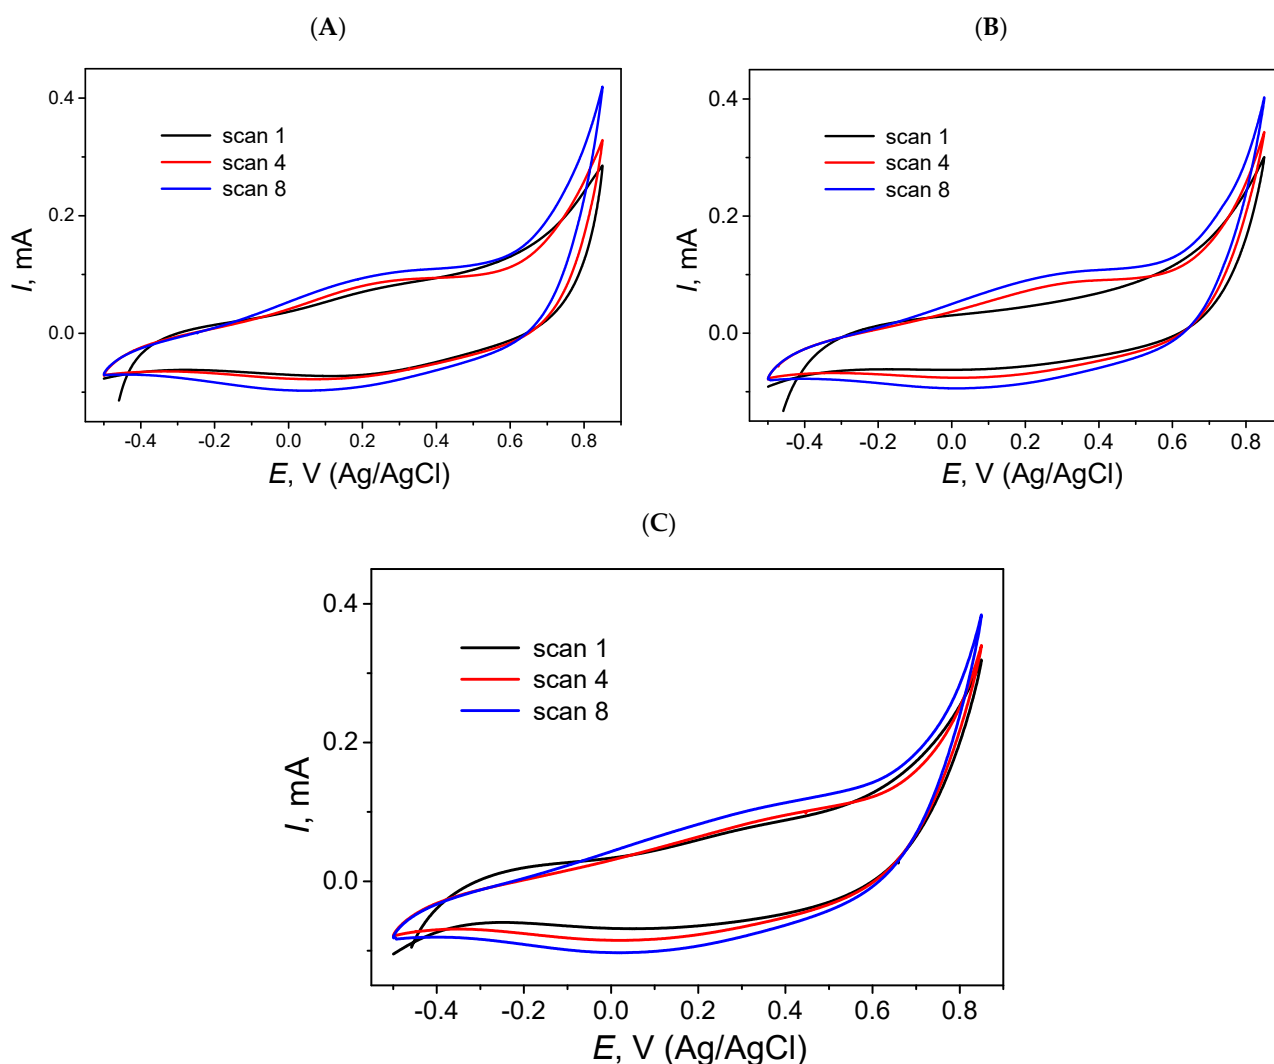 (A)
(B)
0.4
0.2
0.0
I, mA
scan 1
scan 4
scan 8
-0.4 -0.2 0.0 0.2 0.4 0.6 0.8
E, V (Ag/AgCl)
0.4
0.2
0.0
I, mA
scan 1
scan 4
scan 8
-0.4 -0.2 0.0 0.2 0.4 0.6 0.8
E, V (Ag/AgCl)
(C)
0.4
0.2
0.0
I, mA
scan 1
scan 4
scan 8
-0.4 -0.2 0.0 0.2 0.4 0.6 0.8
E, V (Ag/AgCl)